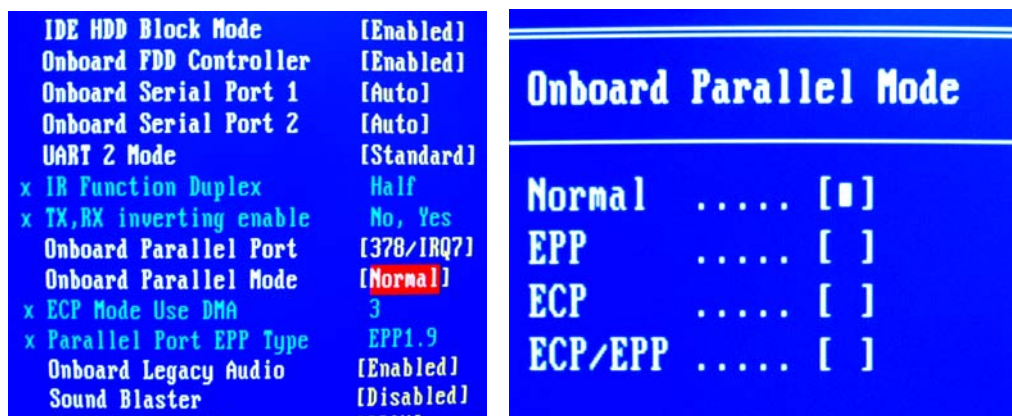 IDE HDD Block Mode [Enabled]
Onboard FDD Controller [Enabled]
Onboard Serial Port 1 [Auto]
Onboard Serial Port 2 [Auto]
UART 2 Mode [Standard]
x IR Function Duplex Half
x TX,RX inverting enable No, Yes
Onboard Parallel Port [378/IRQ7]
Onboard Parallel Mode [Normal]
x ECP Mode Use DMA 3
x Parallel Port EPP Type EPP1.9
Onboard Legacy Audio [Enabled]
Sound Blaster [Disabled]
Onboard Parallel Mode
Normal ..... [■]
EPP ..... [ ]
ECP ..... [ ]
ECP/EPP ..... [ ]